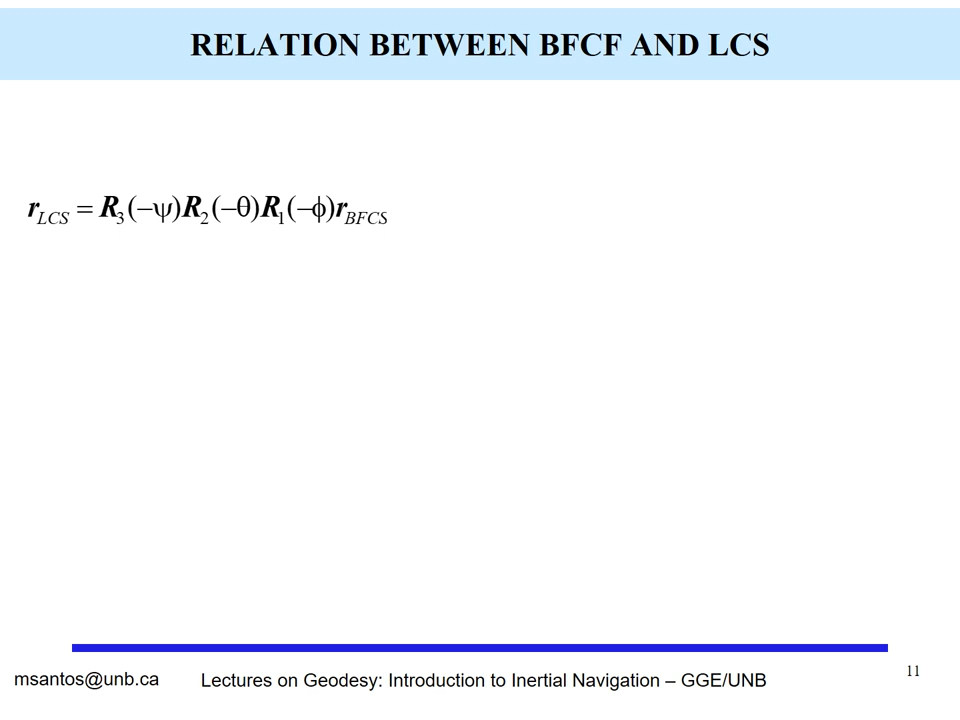 RELATION BETWEEN BFCF AND LCS
r_LCS = R_3(−ψ)R_2(−θ)R_1(−ϕ)r_BFCS
msantos@unb.ca
Lectures on Geodesy: Introduction to Inertial Navigation – GGE/UNB
11